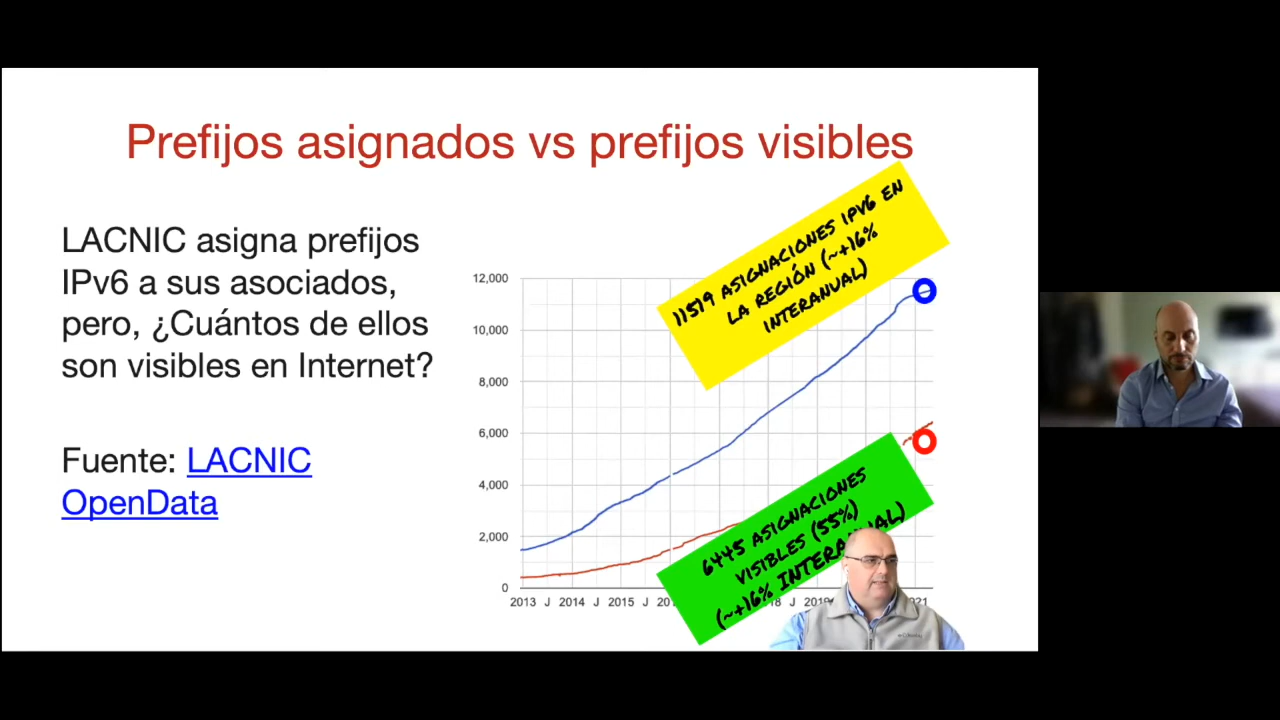 Prefijos asignados vs prefijos visibles
LACNIC asigna prefijos
IPv6 a sus asociados,
pero, ¿Cuántos de ellos
son visibles en Internet?
Fuente: LACNIC
OpenData
11519 ASIGNACIONES IPV6 EN
LA REGIÓN (~+16%
INTERANUAL)
12,000
10,000
8,000
6,000
4,000
2,000
0
6445 ASIGNACIONES
VISIBLES (55%)
(~+16% INTERANUAL)
2013 J 2014 J 2015 J 18 J 2019 2021
Columbia